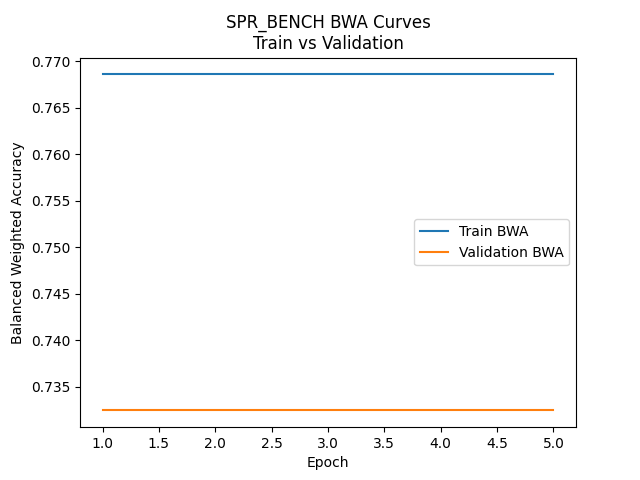 SPR_BENCH BWA Curves
Train vs Validation
0.770
0.765
0.760
0.755
0.750
0.745
0.740
0.735
Balanced Weighted Accuracy
Train BWA
Validation BWA
1.0 1.5 2.0 2.5 3.0 3.5 4.0 4.5 5.0
Epoch